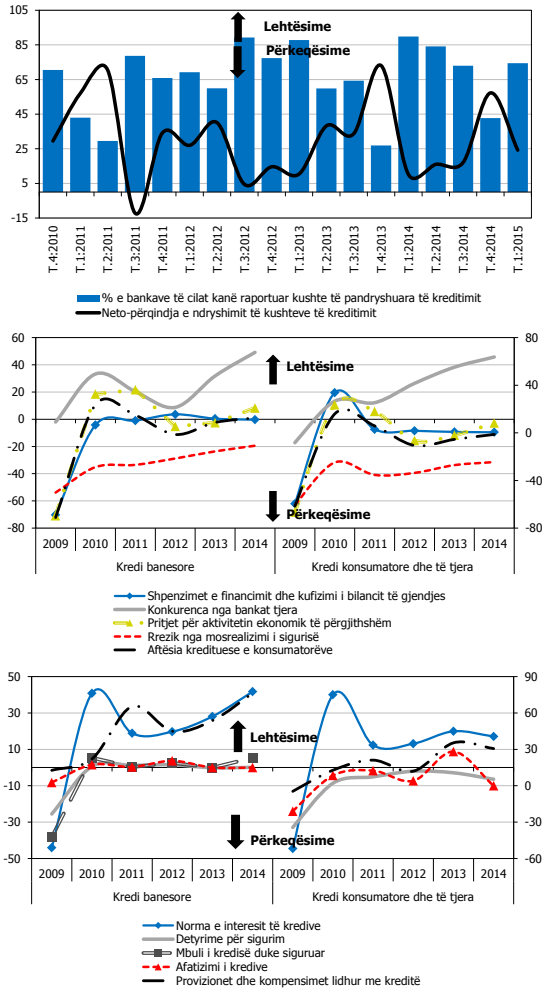 105
85
65
45
25
5
-15
Lehtësime
Përkeqësime
T.4:2010
T.1:2011
T.2:2011
T.3:2011
T.4:2011
T.1:2012
T.2:2012
T.3:2012
T.4:2012
T.1:2013
T.2:2013
T.3:2013
T.4:2013
T.1:2014
T.2:2014
T.3:2014
T.4:2014
T.1:2015
% e bankave të cilat kanë raportuar kushte të pandryshuara të kreditimit
Neto-përqindja e ndryshimit të kushteve të kreditimit
60
40
20
0
-20
-40
-60
-80
80
40
0
-40
-80
Lehtësime
Përkeqësime
2009 2010 2011 2012 2013 2014 2009 2010 2011 2012 2013 2014
Kredi banesore Kredi konsumatore dhe të tjera
Shpenzimet e financimit dhe kufizimi i bilancit të gjendjes
Konkurenca nga bankat tjera
Pritjet për aktivitetin ekonomik të përgjithshëm
Rrezik nga mosrealizimi i sigurisë
Aftësia kredituese e konsumatorëve
50
30
10
-10
-30
-50
90
60
30
0
-30
-60
Lehtësime
Përkeqësime
2009 2010 2011 2012 2013 2014 2009 2010 2011 2012 2013 2014
Kredi banesore Kredi konsumatore dhe të tjera
Norma e interesit të kredive
Detyrime për sigurim
Mbuli i kredisë duke siguruar
Afatizimi i kredive
Provizionet dhe kompensimet lidhur me kreditë